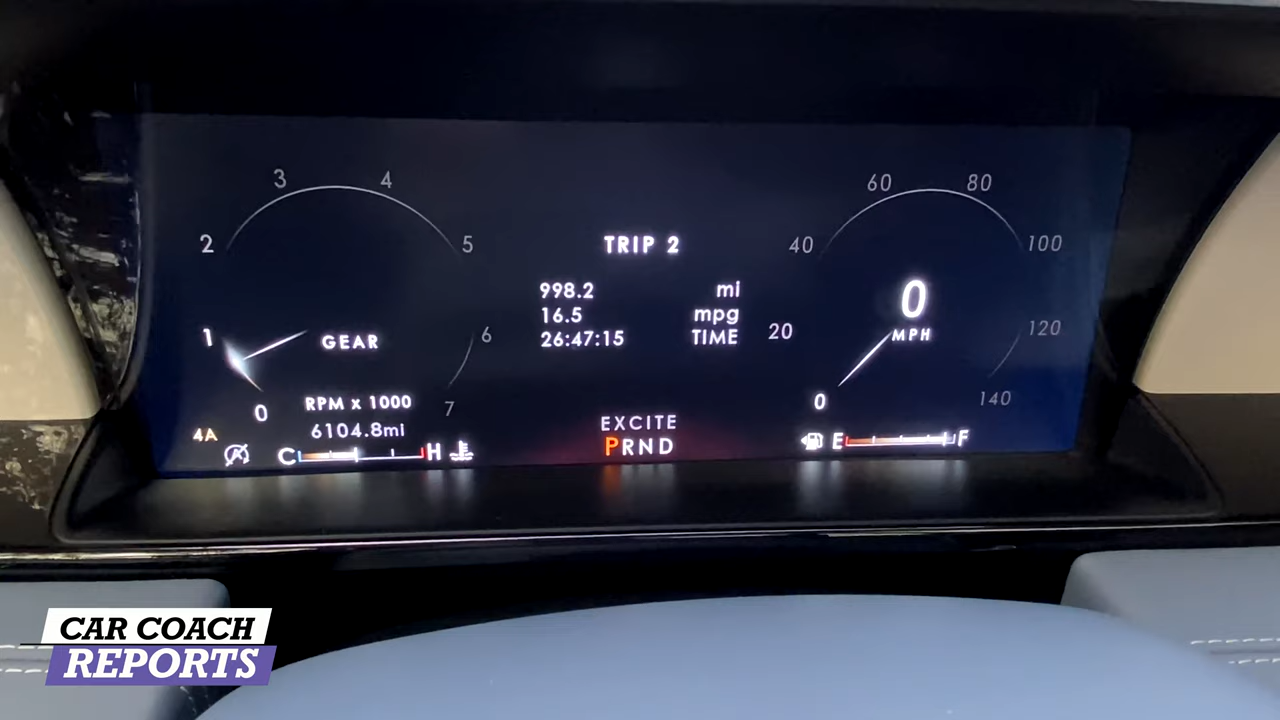 3 4
2 5
1 GEAR 6
0 RPM x 1000 7
6104.8mi
4A
C H
TRIP 2
998.2 mi
16.5 mpg
26:47:15 TIME
EXCITE
PRND
60 80
40 100
0
MPH
20 120
0 140
E F
CAR COACH
REPORTS